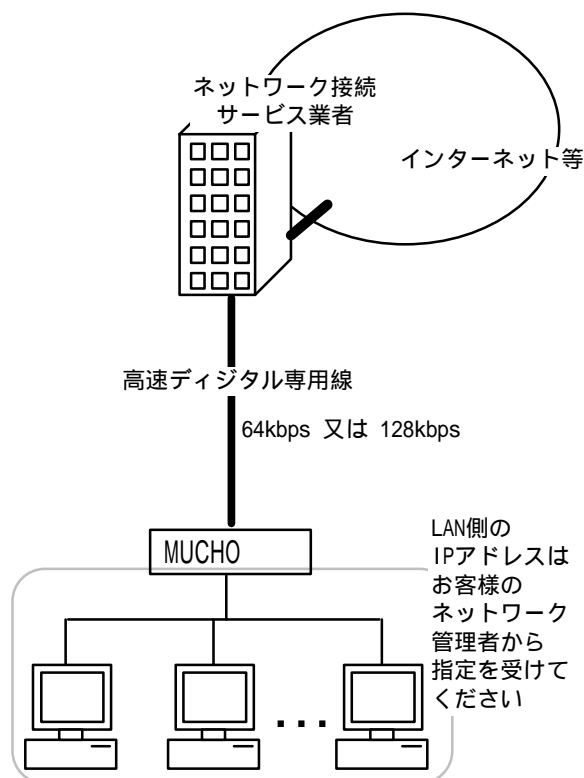 ネットワーク接続
サービス業者
インターネット等
高速ディジタル専用線
64kbps 又は 128kbps
MUCHO
LAN側の
IPアドレスは
お客様の
ネットワーク
管理者から
指定を受けて
ください